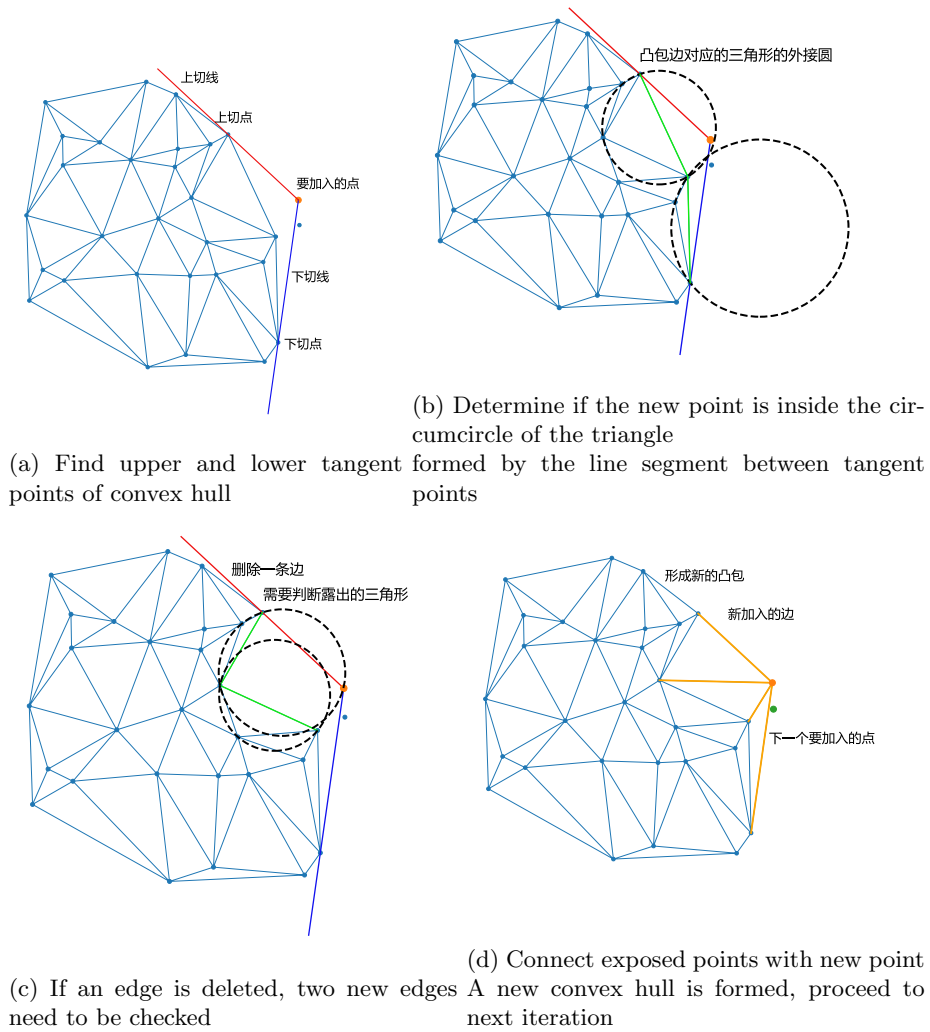 上切线
上切点
要加入的点
下切线
下切点
(a) Find upper and lower tangent
points of convex hull
凸包边对应的三角形的外接圆
(b) Determine if the new point is inside the cir-
cumcircle of the triangle
formed by the line segment between tangent
points
删除一条边
需要判断露出的三角形
(c) If an edge is deleted, two new edges
need to be checked
形成新的凸包
新加入的边
下一个要加入的点
(d) Connect exposed points with new point
A new convex hull is formed, proceed to
next iteration